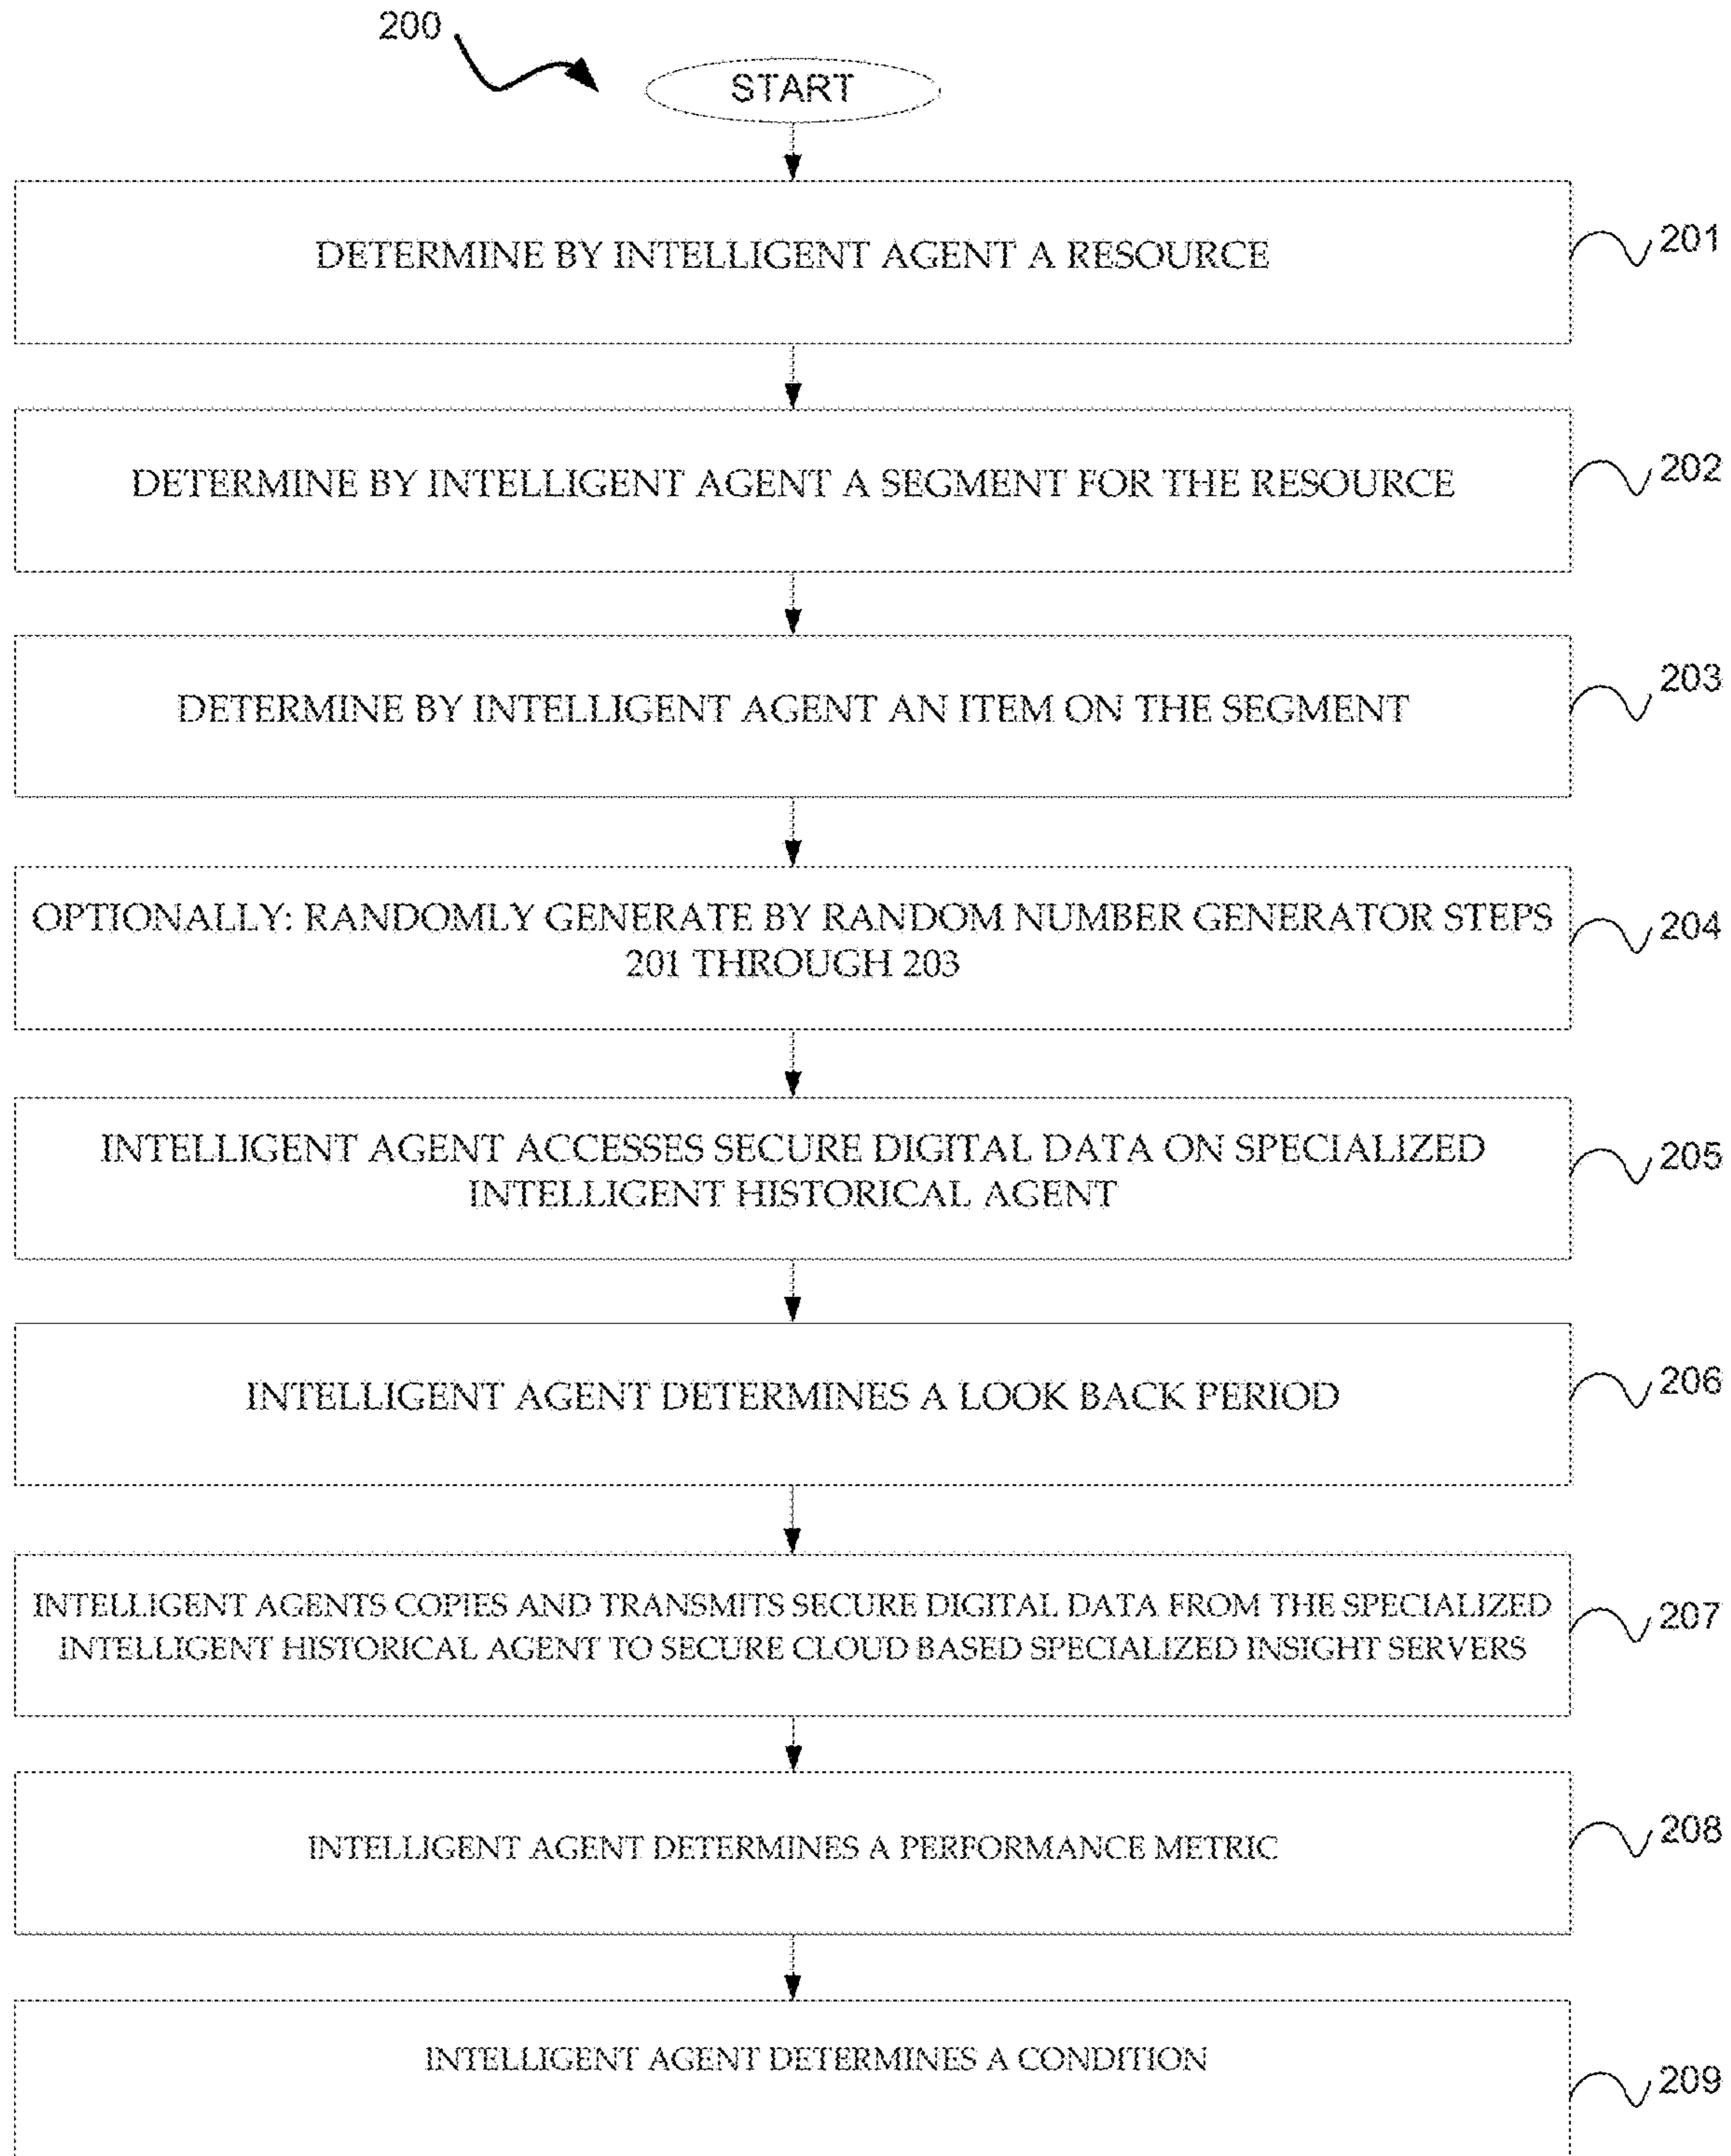 200
START
DETERMINE BY INTELLIGENT AGENT A RESOURCE
201
DETERMINE BY INTELLIGENT AGENT A SEGMENT FOR THE RESOURCE
202
DETERMINE BY INTELLIGENT AGENT AN ITEM ON THE SEGMENT
203
OPTIONALLY: RANDOMLY GENERATE BY RANDOM NUMBER GENERATOR STEPS
201 THROUGH 203
204
INTELLIGENT AGENT ACCESSES SECURE DIGITAL DATA ON SPECIALIZED
INTELLIGENT HISTORICAL AGENT
205
INTELLIGENT AGENT DETERMINES A LOOK BACK PERIOD
206
INTELLIGENT AGENTS COPIES AND TRANSMITS SECURE DIGITAL DATA FROM THE SPECIALIZED
INTELLIGENT HISTORICAL AGENT TO SECURE CLOUD BASED SPECIALIZED INSIGHT SERVERS
207
INTELLIGENT AGENT DETERMINES A PERFORMANCE METRIC
208
INTELLIGENT AGENT DETERMINES A CONDITION
209